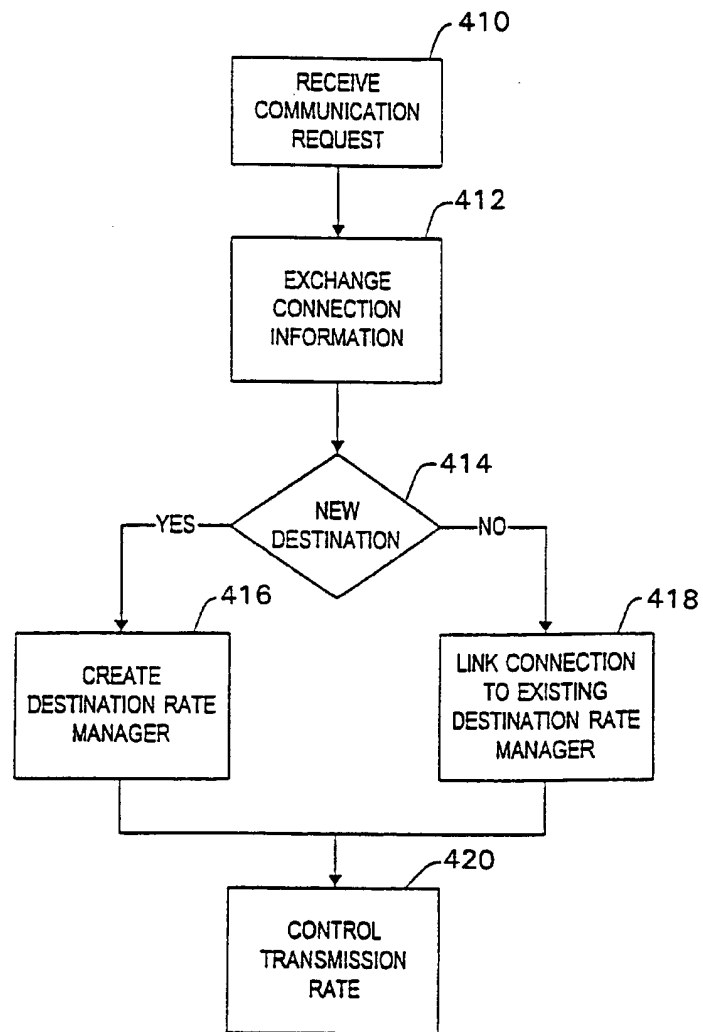 410
RECEIVE
COMMUNICATION
REQUEST
412
EXCHANGE
CONNECTION
INFORMATION
414
NEW
DESTINATION
YES
NO
416
CREATE
DESTINATION RATE
MANAGER
418
LINK CONNECTION
TO EXISTING
DESTINATION RATE
MANAGER
420
CONTROL
TRANSMISSION
RATE